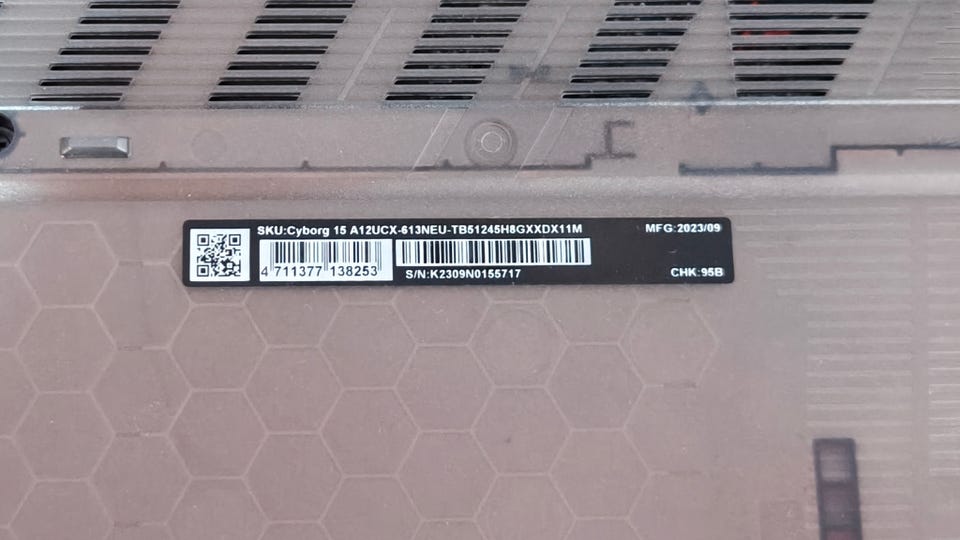 SKU:Cyborg 15 A12UCX-613NEU-TB51245H8GXXDX11M
MFG:2023/09
4 711377 138253
S/N:K2309N0155717
CHK:95B